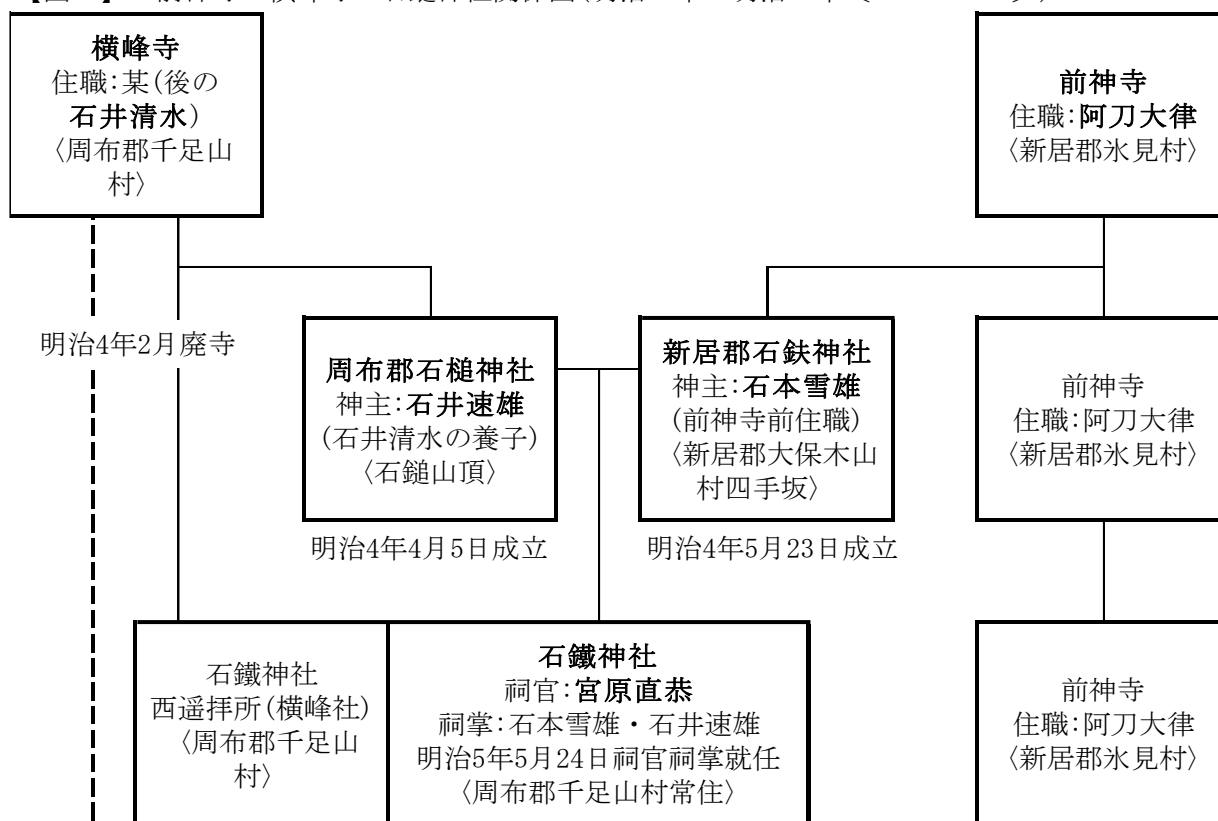 横峰寺
住職:某(後の
石井清水)
〈周布郡千足山
村〉
前神寺
住職:阿刀大律
〈新居郡氷見村〉
明治4年2月廃寺
周布郡石槌神社
神主:石井速雄
(石井清水の養子)
〈石鎚山頂〉
明治4年4月5日成立
新居郡石鈇神社
神主:石本雪雄
(前神寺前住職)
〈新居郡大保木山
村四手坂〉
明治4年5月23日成立
前神寺
住職:阿刀大律
〈新居郡氷見村〉
石鐵神社
西遥拝所(横峰社)
〈周布郡千足山
村〉
石鐵神社
祠官:宮原直恭
祠掌:石本雪雄・石井速雄
明治5年5月24日祠官祠掌就任
〈周布郡千足山村常住〉
前神寺
住職:阿刀大律
〈新居郡氷見村〉